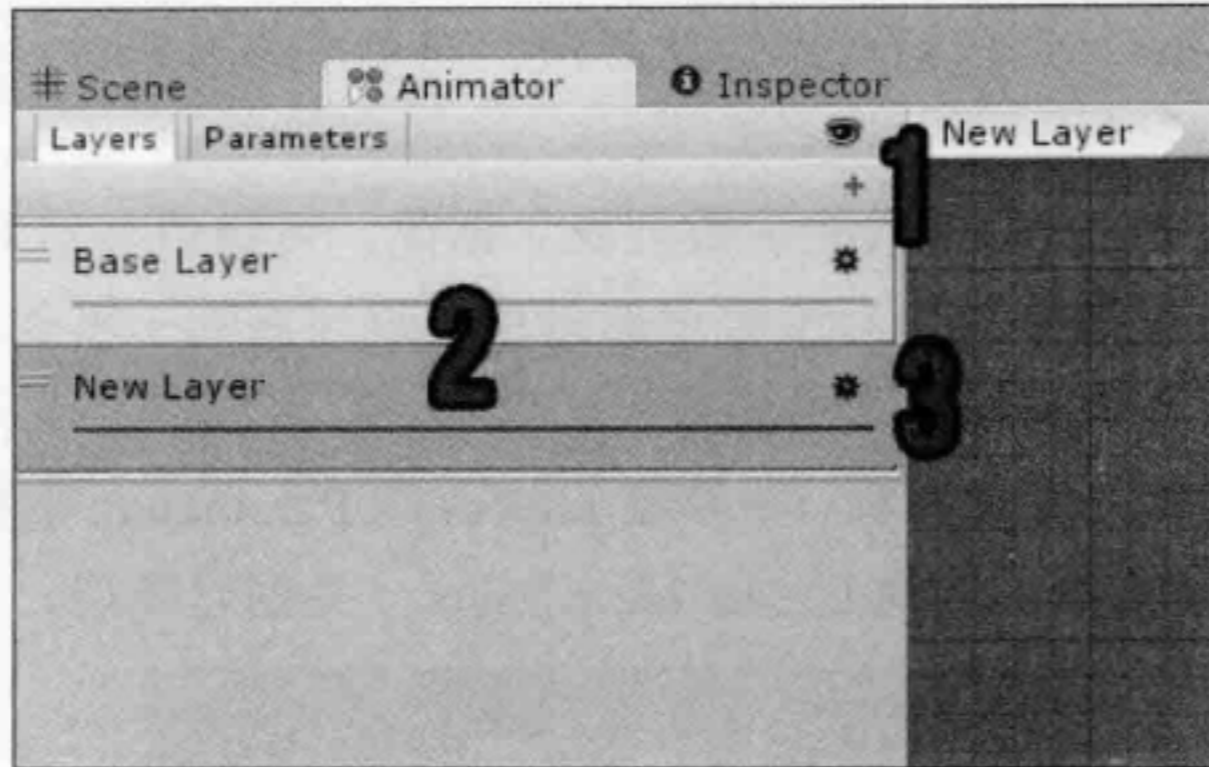 Scene Animator Inspector
Layers Parameters New Layer
1
+
Base Layer
2
New Layer
3